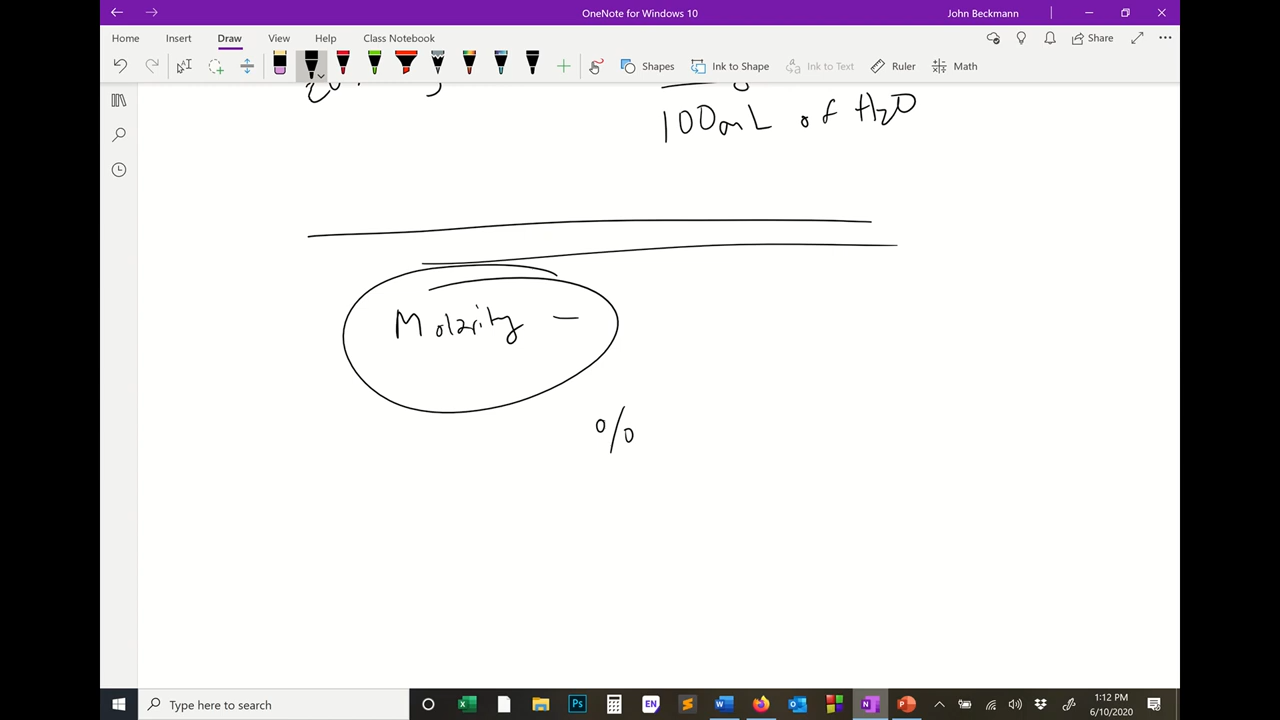 OneNote for Windows 10
John Beckmann
Home Insert Draw View Help Class Notebook
Share
Shapes Ink to Shape Ink to Text Ruler Math
100mL of H2O
Molarity -
%
Type here to search
1:12 PM
6/10/2020